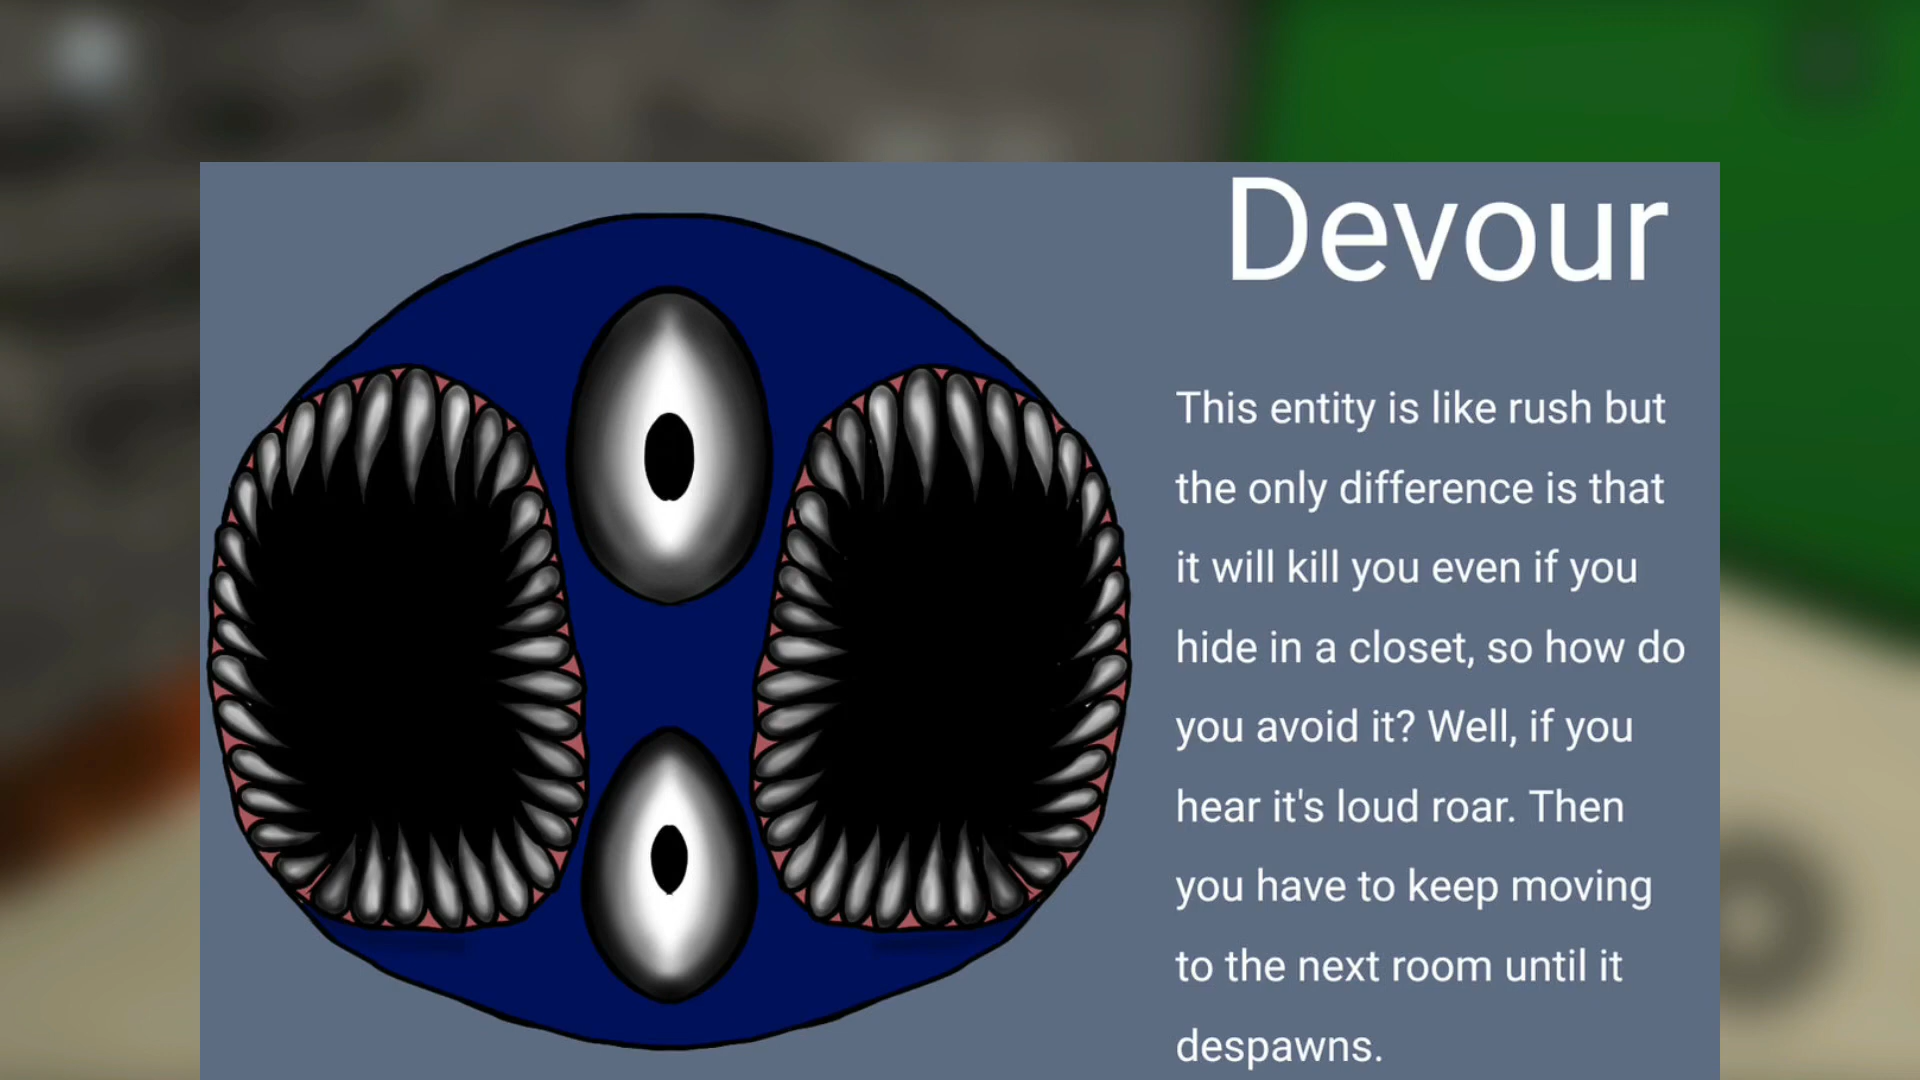 Devour
This entity is like rush but
the only difference is that
it will kill you even if you
hide in a closet, so how do
you avoid it? Well, if you
hear it's loud roar. Then
you have to keep moving
to the next room until it
despawns.